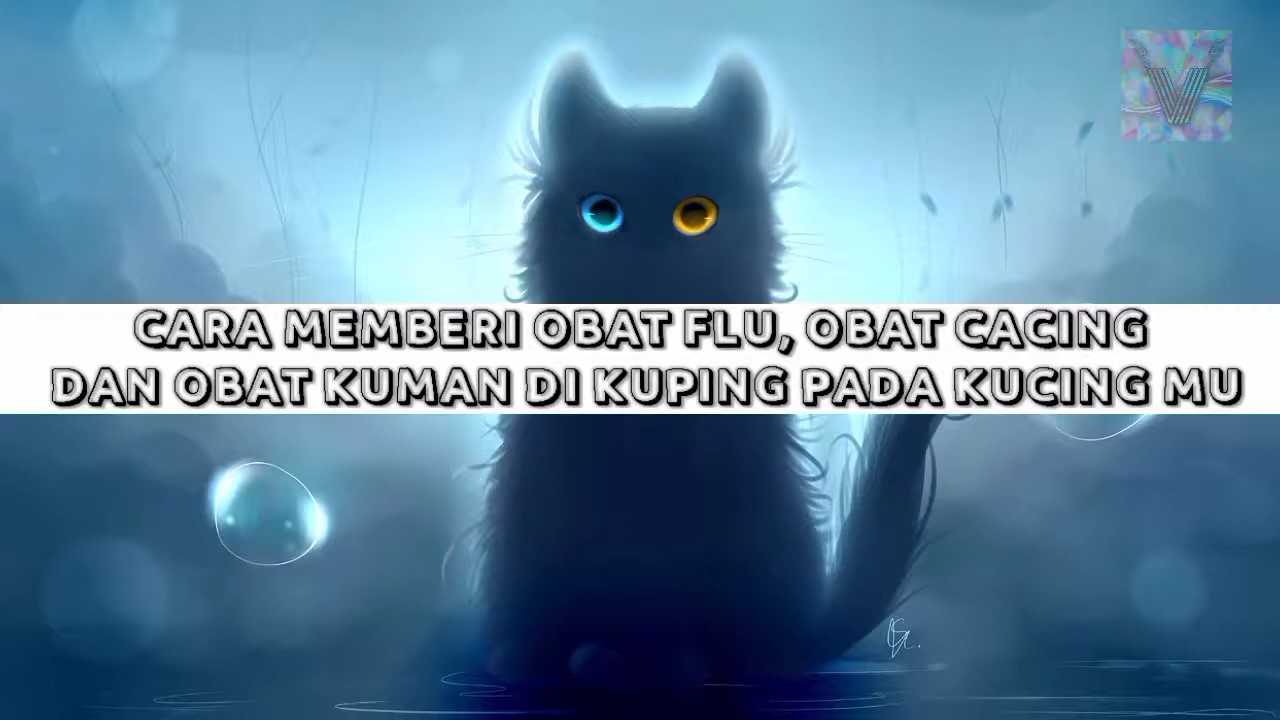 CARA MEMBERI OBAT FLU, OBAT CACING
DAN OBAT KUMAN DI KUPING PADA KUCING MU